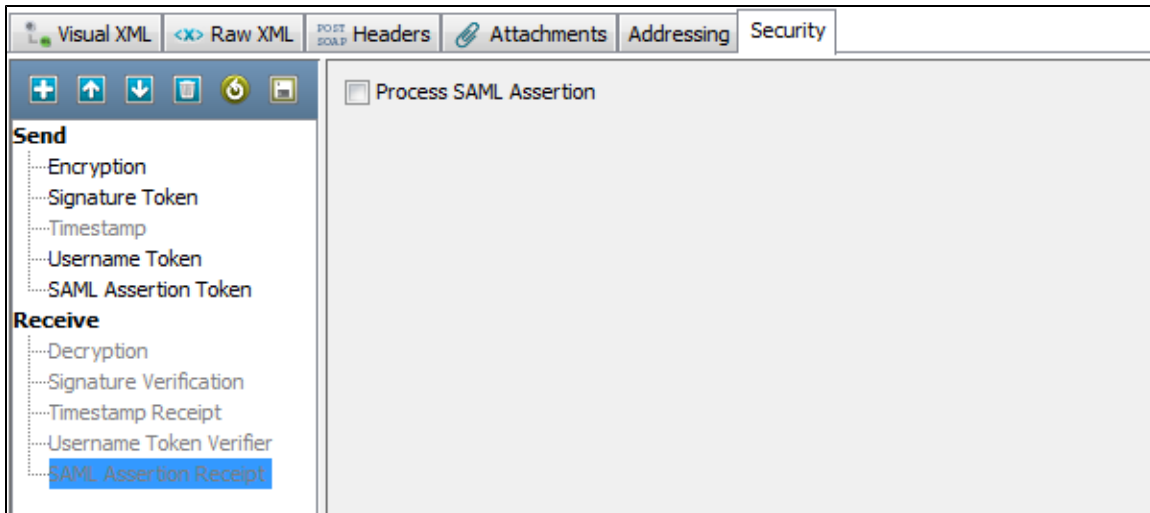 Visual XML
<x> Raw XML
POST SOAP Headers
Attachments
Addressing
Security
Process SAML Assertion
Send
Encryption
Signature Token
Timestamp
Username Token
SAML Assertion Token
Receive
Decryption
Signature Verification
Timestamp Receipt
Username Token Verifier
SAML Assertion Receipt